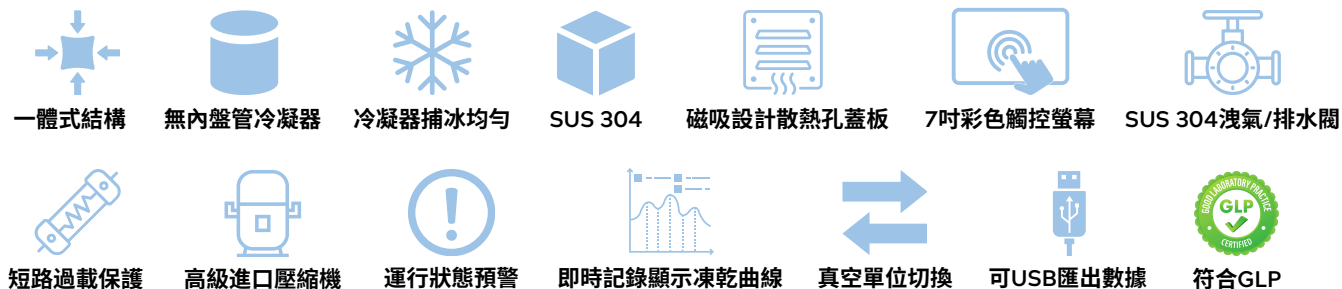 一體式結構
無內盤管冷凝器
冷凝器捕冰均勻
SUS 304
磁吸設計散熱孔蓋板
7吋彩色觸控螢幕
SUS 304洩氣/排水閥
GOOD LABORATORY PRACTICE
GLP
CERTIFIED
短路過載保護
高級進口壓縮機
運行狀態預警
即時記錄顯示凍乾曲線
真空單位切換
可USB匯出數據
符合GLP